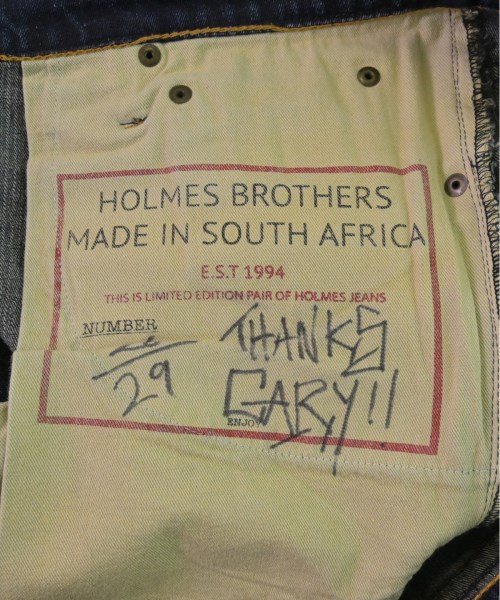 HOLMES BROTHERS
MADE IN SOUTH AFRICA
E.S.T 1994
THIS IS LIMITED EDITION PAIR OF HOLMES JEANS
NUMBER
29
THANKS
GARY!!
ENJOY